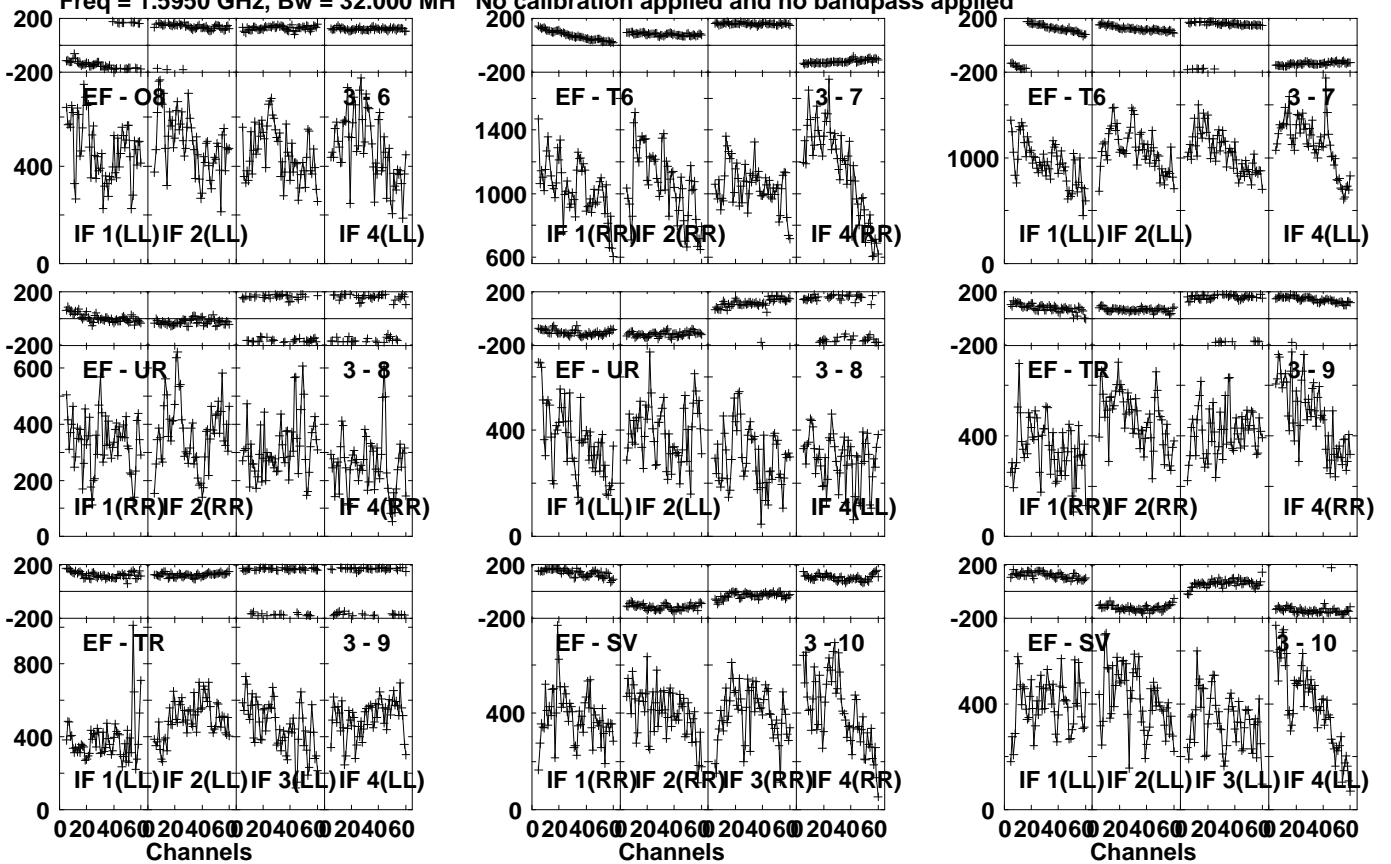 Freq = 1.5950 GHz, Bw = 32.000 MH No calibration applied and no bandpass applied
200
-200
EF - O8
3 - 6
400
IF 1(LL) IF 2(LL) IF 4(LL)
0
200
-200
EF - T6
3 - 7
1400
1000
IF 1(RR) IF 2(RR) IF 4(RR)
600
200
-200
EF - T6
3 - 7
1000
IF 1(LL) IF 2(LL) IF 4(LL)
0
200
-200
600
EF - UR
3 - 8
400
200
IF 1(RR) IF 2(RR) IF 4(RR)
0
200
-200
EF - UR
3 - 8
400
IF 1(LL) IF 2(LL) IF 4(LL)
0
200
-200
EF - TR
3 - 9
400
IF 1(RR) IF 2(RR) IF 4(RR)
0
200
-200
EF - TR
3 - 9
800
400
IF 1(LL) IF 2(LL) IF 3(LL) IF 4(LL)
0
0 20 40 60 0 20 40 60 0 20 40 60 0 20 40 60
Channels
200
-200
EF - SV
3 - 10
400
IF 1(RR) IF 2(RR) IF 3(RR) IF 4(RR)
0
0 20 40 60 0 20 40 60 0 20 40 60 0 20 40 60
Channels
200
-200
EF - SV
3 - 10
400
IF 1(LL) IF 2(LL) IF 3(LL) IF 4(LL)
0
0 20 40 60 0 20 40 60 0 20 40 60 0 20 40 60
Channels